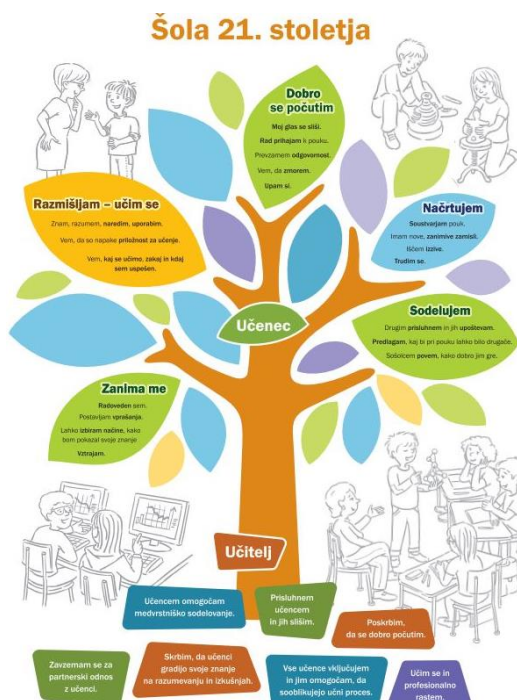 Šola 21. stoletja
Dobro
se počutim
Moj glas se sliši.
Rad prihajam k pouku.
Prevzamem odgovornost.
Vem, da zmorem.
Upam si.
Razmišljam – učim se
Znam, razumem, naredim, uporabim.
Vem, da so napake priložnost za učenje.
Vem, kaj se učimo, zakaj in kdaj
sem uspešen.
Načrtujem
Soustvarjam pouk.
Imam nove, zanimive zamisli.
Iščem izzive.
Trudim se.
Učenec
Sodelujem
Drugim prisluhnem in jih upoštevam.
Predlagam, kaj bi pri pouku lahko bilo drugače.
Sošolcem povem, kako dobro jim gre.
Zanima me
Radoveden sem.
Postavljam vprašanja.
Lahko izbiram načine, kako
bom pokazal svoje znanje
Vztrajam.
Učitelj
Učencem omogočam
medvrstniško sodelovanje.
Prisluhnem
učencem
in jih slišim.
Poskrbim,
da se dobro počutim.
Zavzemam se za
partnerski odnos
z učenci.
Skrbim, da učenci
gradijo svoje znanje
na razumevanju in izkušnjah.
Vse učence vključujem
in jim omogočam, da
sooblikujejo učni proces.
Učim se in
profesionalno
rastem.